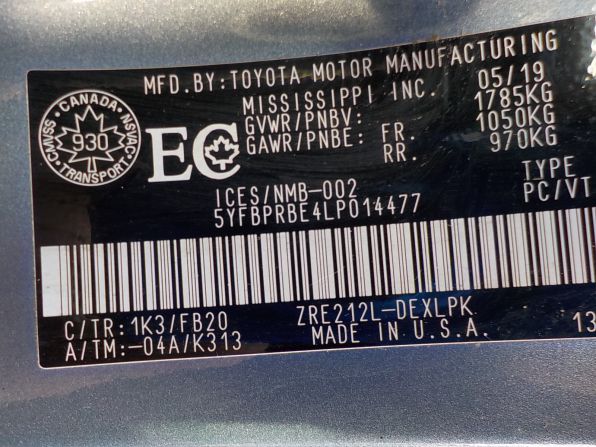 MFD.BY:TOYOTA MOTOR MANUFACTURING
MISSISSIPPI INC. 05/19
GVWR/PNBV: 1785KG
GAWR/PNBE: FR. 1050KG
RR. 970KG
CANADA
930
TRANSPORT
NSVAC
CMVSS
EC
ICES/NMB-002
TYPE
5YFBPRBE4LP014477
PC/VT
C/TR:1K3/FB20
ZRE212L-DEXLPK
A/TM:-04A/K313
MADE IN U.S.A.
13